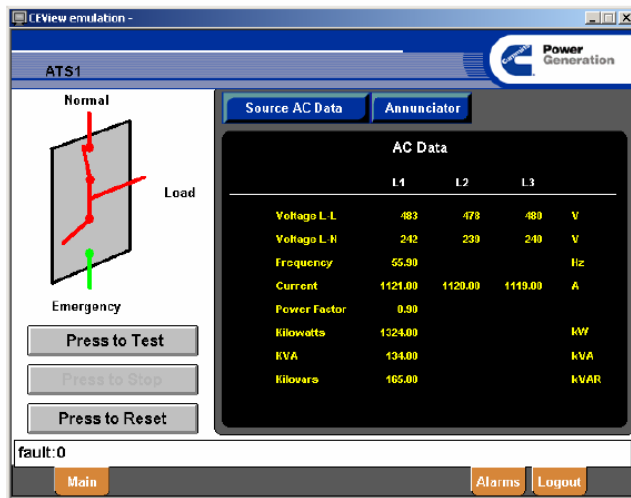 CEView emulation -
Power
Generation
ATS1
Normal
Load
Emergency
Press to Test
Press to Stop
Press to Reset
Source AC Data
Annunciator
AC Data
L1 L2 L3
Voltage L-L 483 478 480 V
Voltage L-N 242 239 240 V
Frequency 55.90 Hz
Current 1121.00 1120.00 1119.00 A
Power Factor 0.90
Kilowatts 1324.00 kW
KVA 134.00 kVA
Kilovars 165.00 kVAR
fault:0
Main
Alarms
Logout